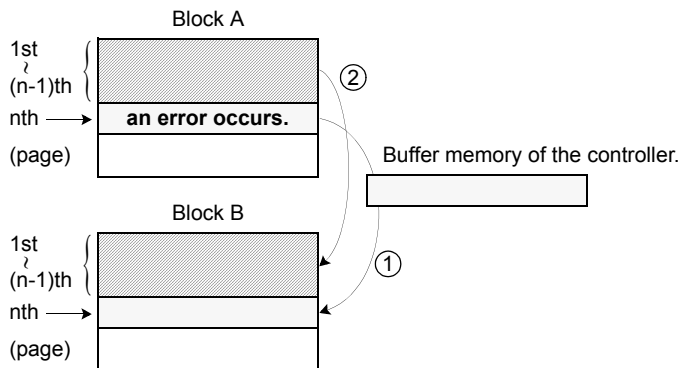 Block A
1st
~
(n-1)th
nth
an error occurs.
(page)
②
Buffer memory of the controller.
Block B
1st
~
(n-1)th
①
nth
(page)